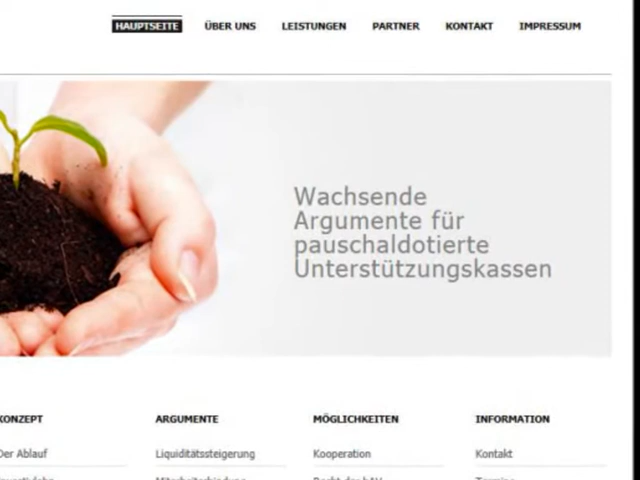 HAUPTSEITE ÜBER UNS LEISTUNGEN PARTNER KONTAKT IMPRESSUM
Wachsende
Argumente für
pauschaldotierte
Unterstützungskassen
KONZEPT ARGUMENTE MÖGLICHKEITEN INFORMATION
Der Ablauf Liquiditätssteigerung Kooperation Kontakt